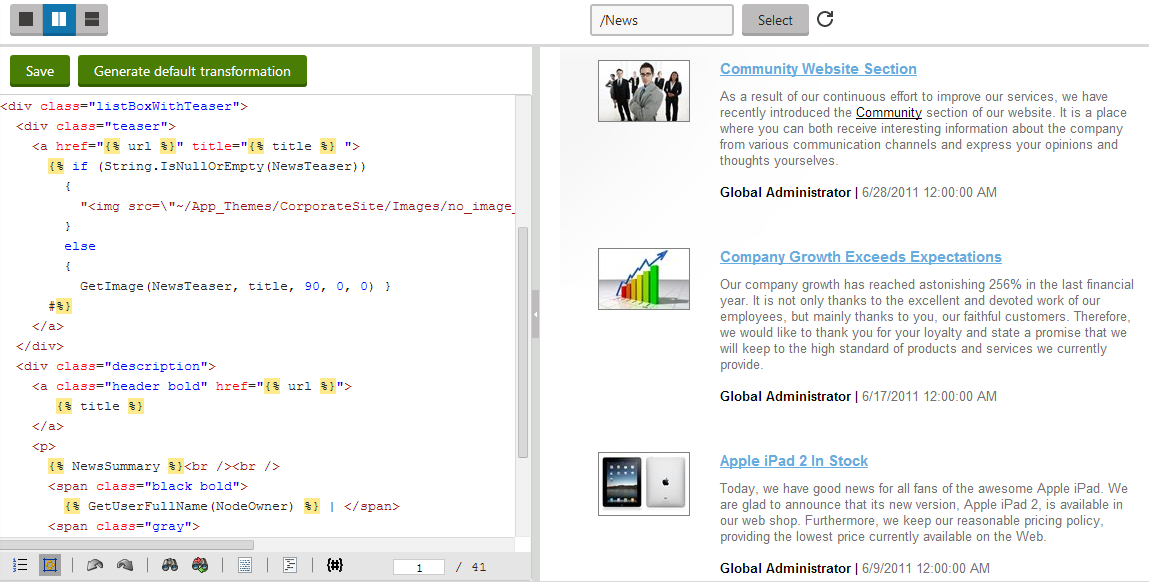 /News
Select
Save
Generate default transformation
<div class="listBoxWithTeaser">
<div class="teaser">
<a href="{% url %}" title="{% title %} ">
{% if (String.IsNullOrEmpty(NewsTeaser))
{
"<img src=\"~/App_Themes/CorporateSite/Images/no_image_
}
else
{
GetImage(NewsTeaser, title, 90, 0, 0) }
#%}
</a>
</div>
<div class="description">
<a class="header bold" href="{% url %}">
{% title %}
</a>
<p>
{% NewsSummary %}<br /><br />
<span class="black bold">
{% GetUserFullName(NodeOwner) %} | </span>
<span class="gray">
{#}
1 / 41
Community Website Section
As a result of our continuous effort to improve our services, we have
recently introduced the Community section of our website. It is a place
where you can both receive interesting information about the company
from various communication channels and express your opinions and
thoughts yourselves.
Global Administrator | 6/28/2011 12:00:00 AM
Company Growth Exceeds Expectations
Our company growth has reached astonishing 256% in the last financial
year. It is not only thanks to the excellent and devoted work of our
employees, but mainly thanks to you, our faithful customers. Therefore,
we would like to thank you for your loyalty and state a promise that we
will keep to the high standard of products and services we currently
provide.
Global Administrator | 6/17/2011 12:00:00 AM
Apple iPad 2 In Stock
Today, we have good news for all fans of the awesome Apple iPad. We
are glad to announce that its new version, Apple iPad 2, is available in
our web shop. Furthermore, we keep our reasonable pricing policy,
providing the lowest price currently available on the Web.
Global Administrator | 6/9/2011 12:00:00 AM